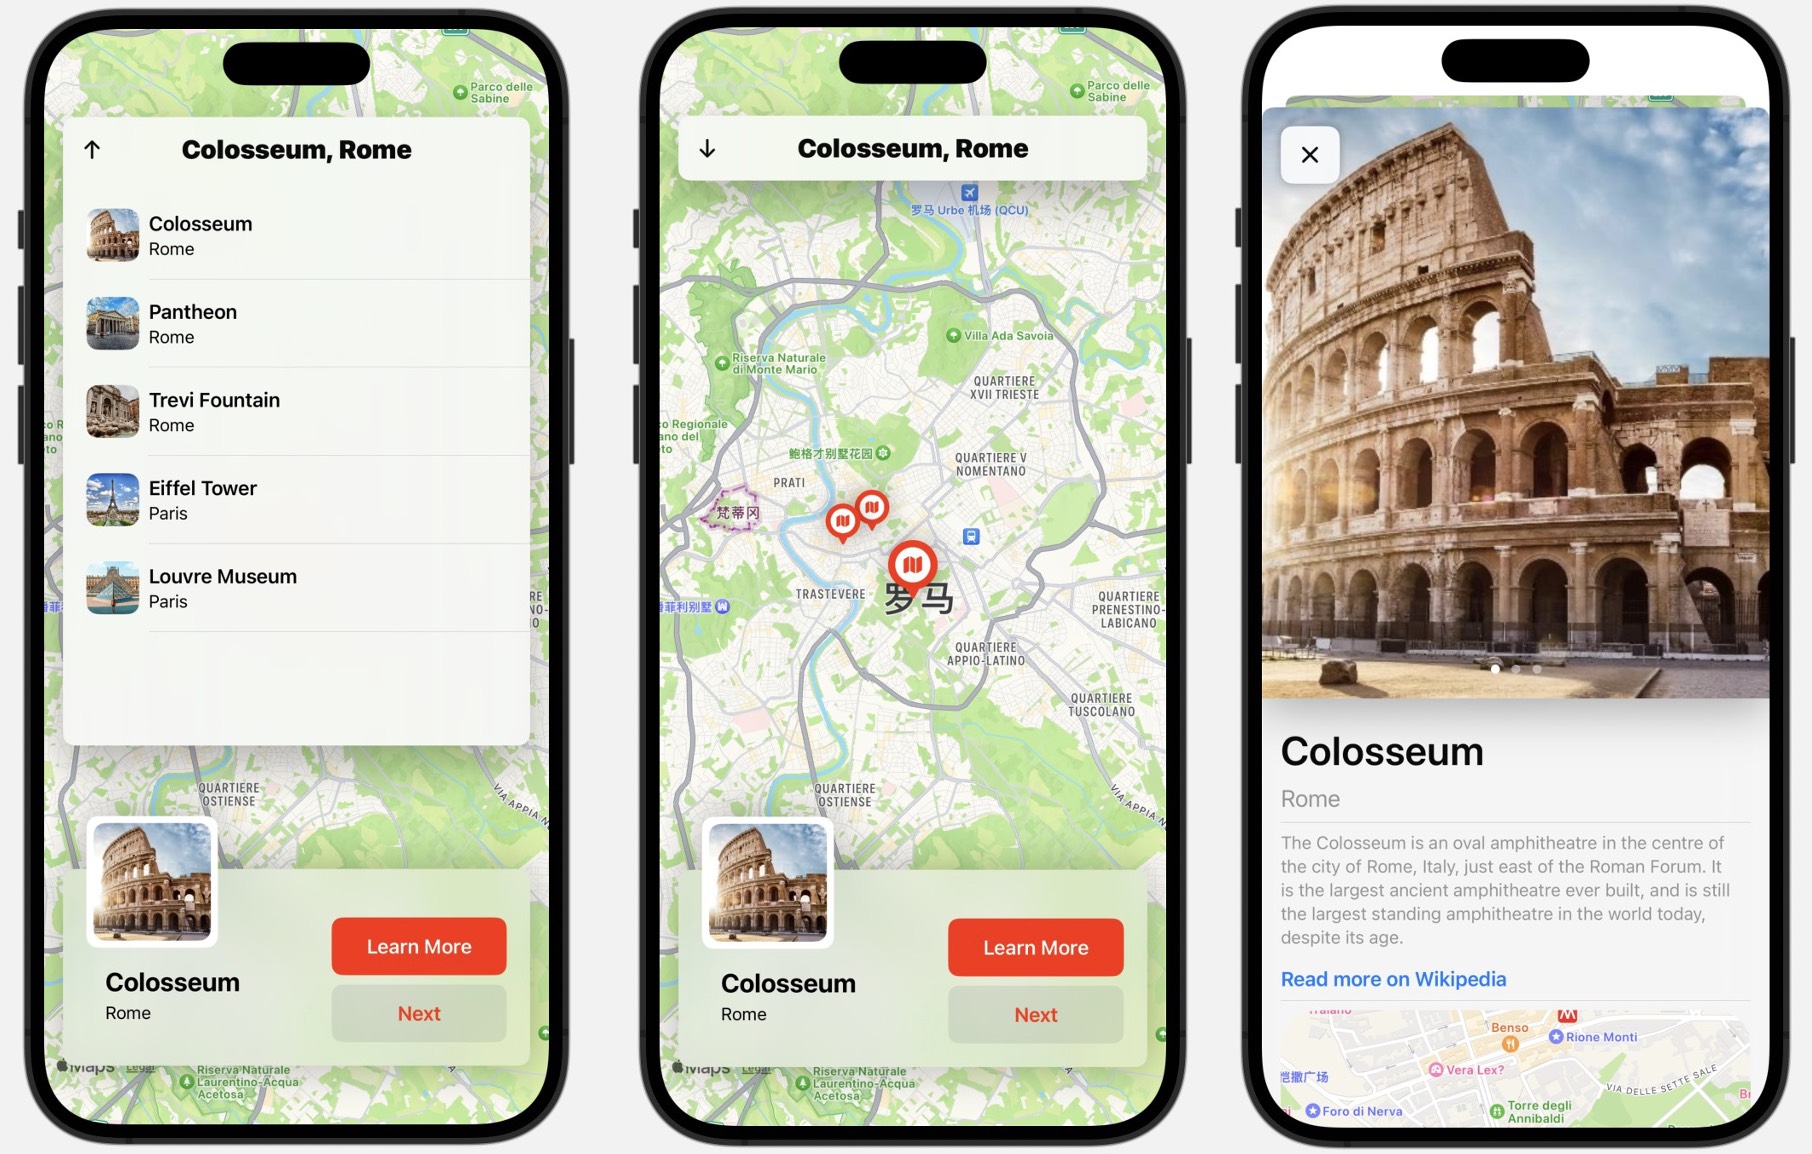 Parco delle
Sabine
Colosseum, Rome
Colosseum
Rome
Pantheon
Rome
Trevi Fountain
Rome
Eiffel Tower
Paris
Louvre Museum
Paris
QUARTIERE
OSTIENSE
VIA APPIA
Learn More
Colosseum
Rome
Next
Maps
Legal
Riserva Naturale
Laurentino-Acqua
Acetosa
Parco delle
Sabine
Colosseum, Rome
罗马 Urbe 机场 (QCU)
Villa Ada Savoia
Riserva Naturale
di Monte Mario
QUARTIERE
XVII TRIESTE
co Regionale
ano del
to
鲍格才别墅花园
QUARTIERE V
NOMENTANO
PRATI
梵蒂冈
TRASTEVERE
罗马
菲利别墅
QUARTIERE
PRENESTINO-
LABICANO
QUARTIERE
APPIO-LATINO
QUARTIERE
TUSCOLANO
QUARTIERE
OSTIENSE
VIA APPIA N
Learn More
Colosseum
Rome
Next
Maps
Legal
Riserva Naturale
Laurentino-Acqua
Acetosa
Colosseum
Rome
The Colosseum is an oval amphitheatre in the centre of
the city of Rome, Italy, just east of the Roman Forum. It
is the largest ancient amphitheatre ever built, and is still
the largest standing amphitheatre in the world today,
despite its age.
Read more on Wikipedia
Traiano
Benso
Rione Monti
恺撒广场
Vera Lex?
VIA DELLE SETTE SALE
Foro di Nerva
Torre degli
Annibaldi